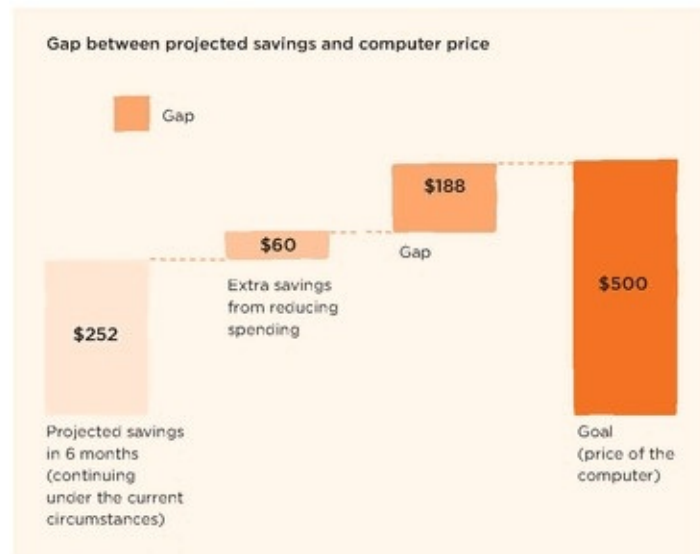 Gap between projected savings and computer price
Gap
$188
$60
Gap
$500
Extra savings
from reducing
spending
$252
Projected savings
in 6 months
(continuing
under the current
circumstances)
Goal
(price of the
computer)